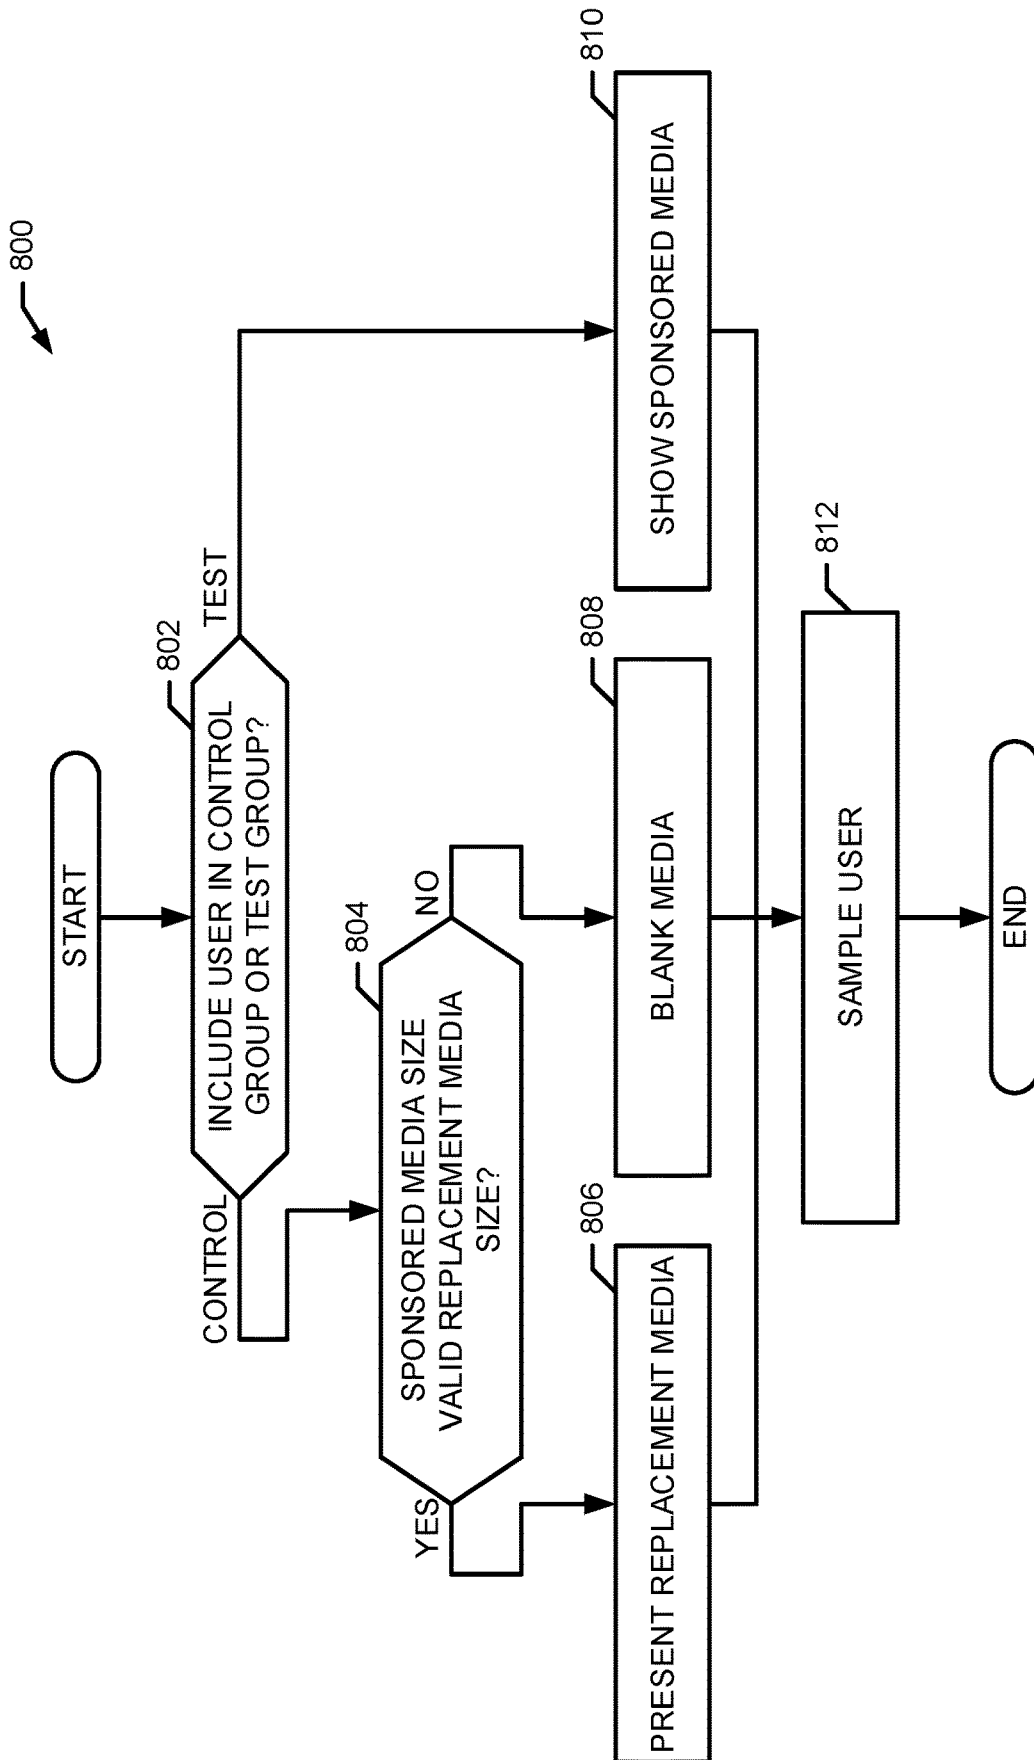 800
START
802
INCLUDE USER IN CONTROL
GROUP OR TEST GROUP?
CONTROL
TEST
804
SPONSORED MEDIA SIZE
VALID REPLACEMENT MEDIA
SIZE?
YES
NO
806
PRESENT REPLACEMENT MEDIA
808
BLANK MEDIA
810
SHOW SPONSORED MEDIA
812
SAMPLE USER
END